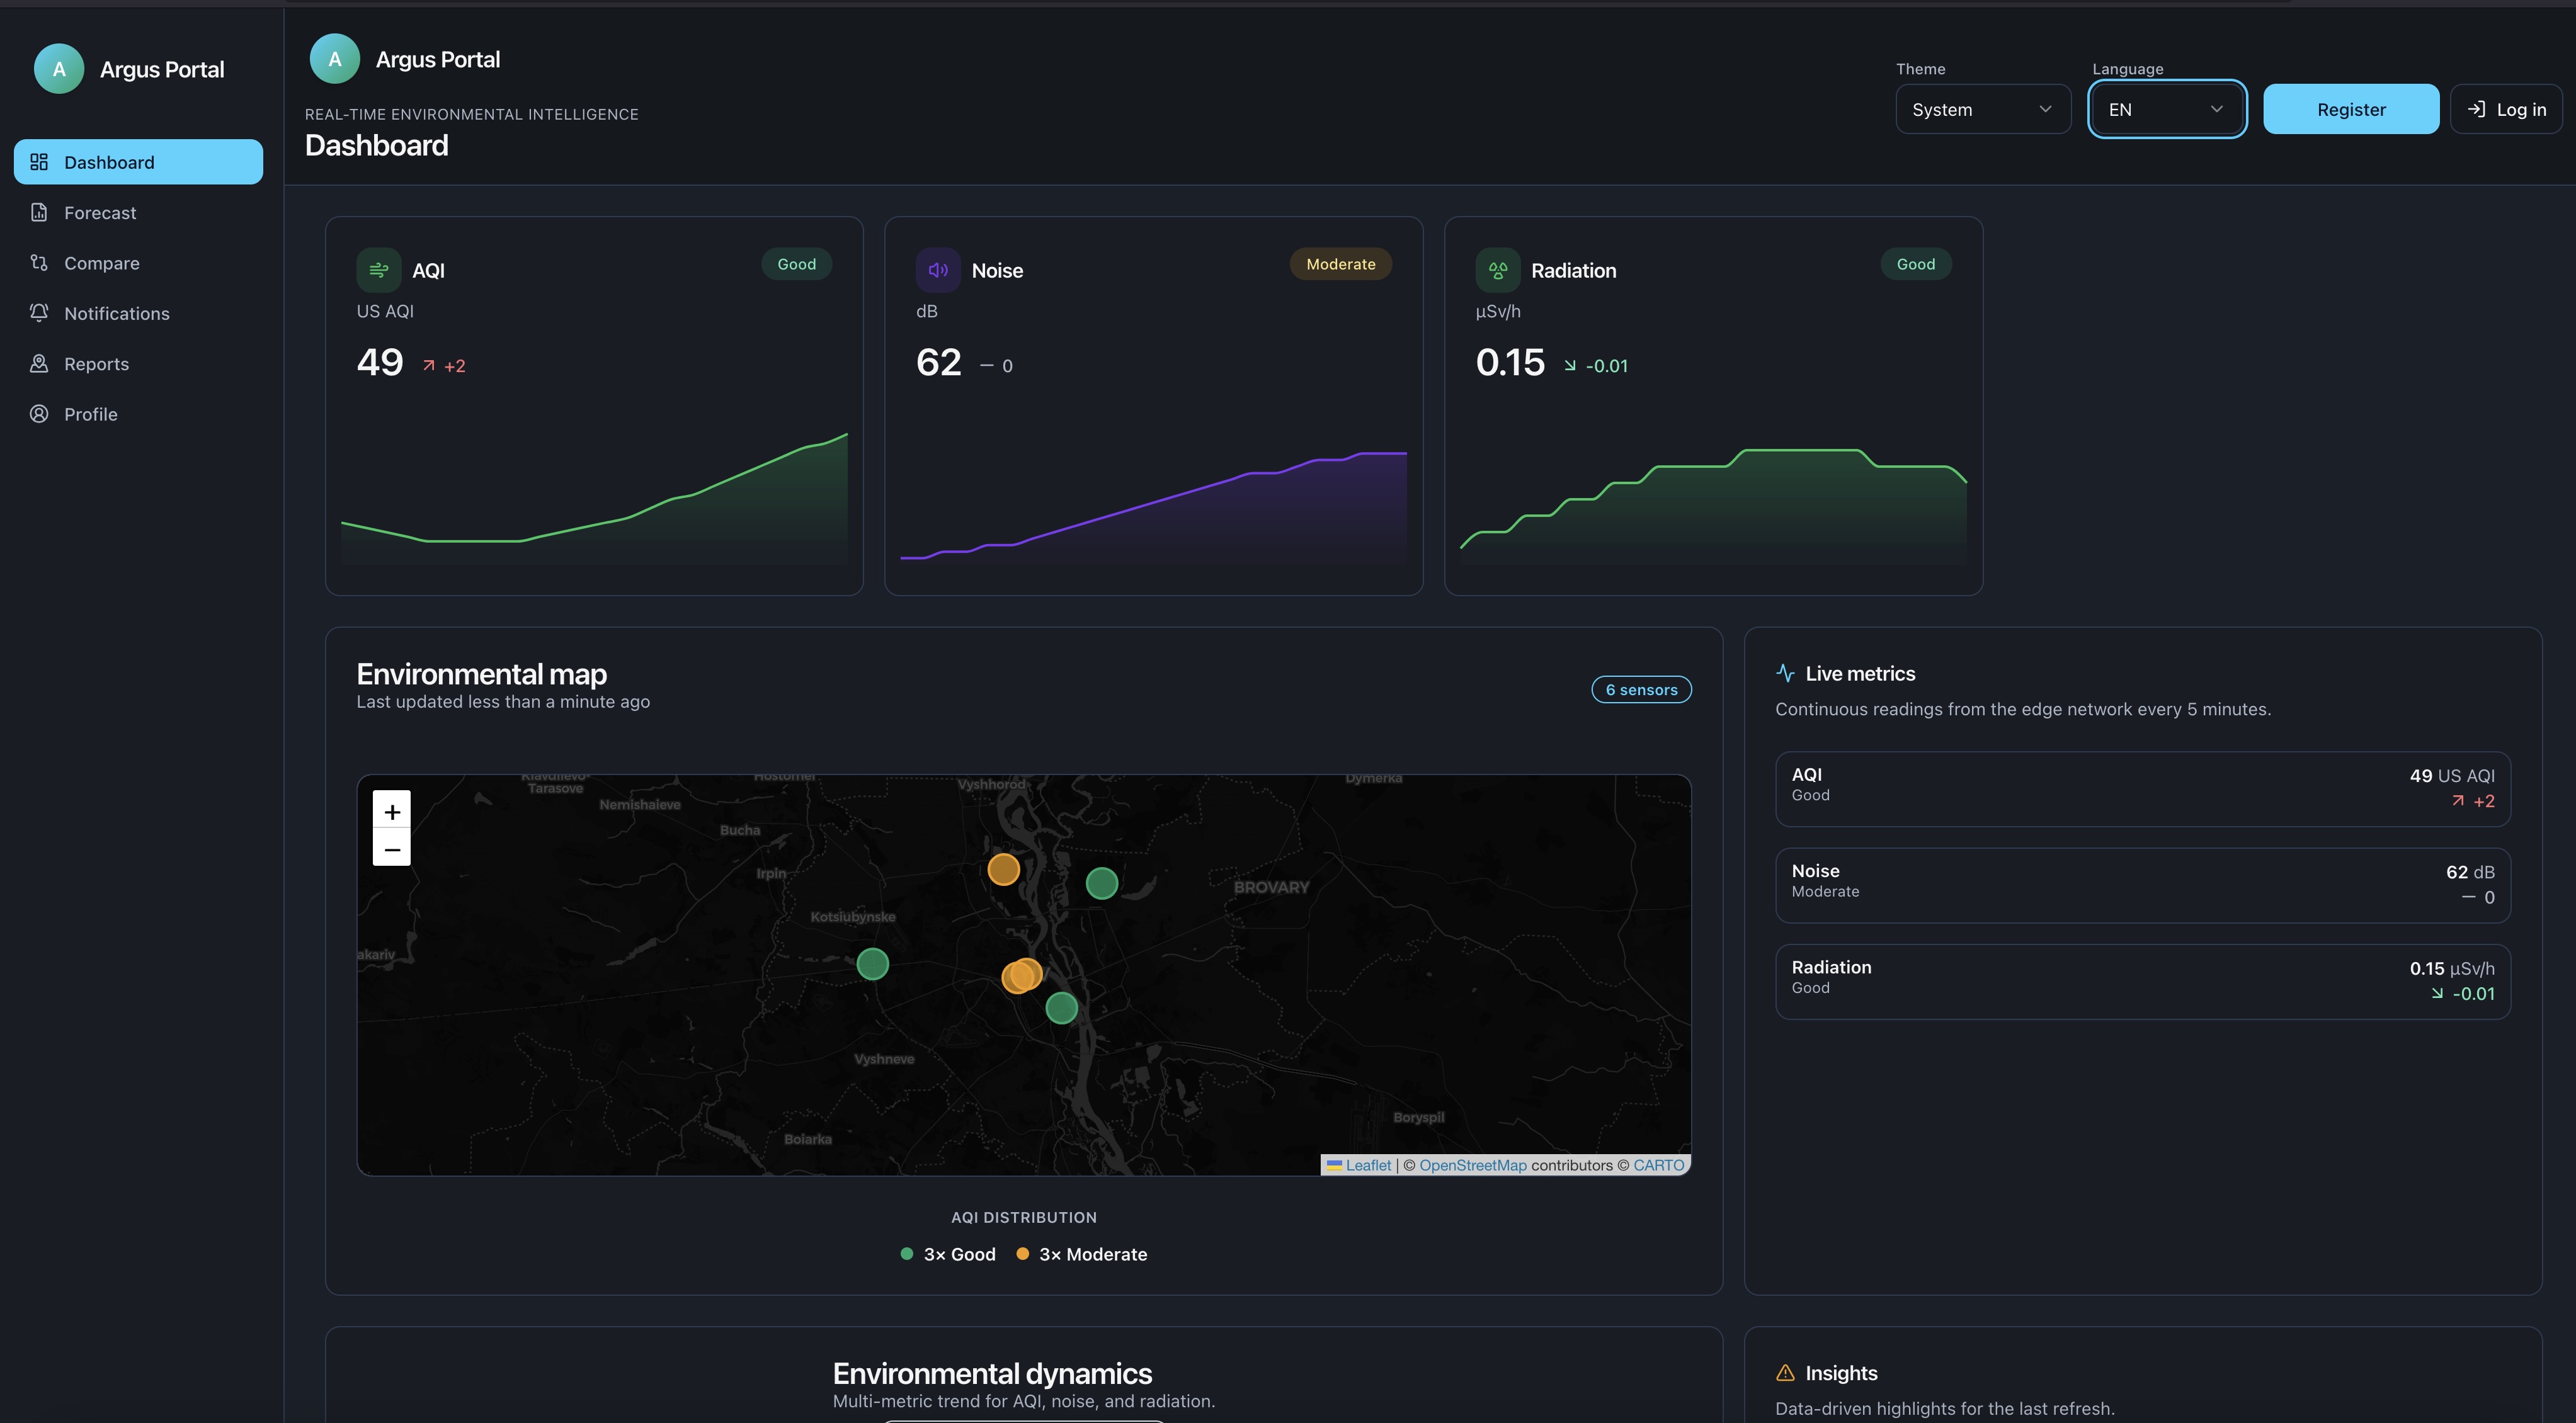 A
Argus Portal
Dashboard
Forecast
Compare
Notifications
Reports
Profile
A
Argus Portal
REAL-TIME ENVIRONMENTAL INTELLIGENCE
Dashboard
Theme
System
Language
EN
Register
Log in
AQI
Good
US AQI
49 +2
Noise
Moderate
dB
62 0
Radiation
Good
μSv/h
0.15 -0.01
Environmental map
Last updated less than a minute ago
6 sensors
+
−
Tarasove
Nemishaieve
Hostomel
Bucha
Vyshhorod
Dymerka
Irpin
BROVARY
Kotsiubynske
akariv
Vyshneve
Boiarka
Boryspil
Leaflet | © OpenStreetMap contributors © CARTO
AQI DISTRIBUTION
3× Good 3× Moderate
Live metrics
Continuous readings from the edge network every 5 minutes.
AQI
Good
49 US AQI
+2
Noise
Moderate
62 dB
0
Radiation
Good
0.15 μSv/h
-0.01
Environmental dynamics
Multi-metric trend for AQI, noise, and radiation.
Insights
Data-driven highlights for the last refresh.